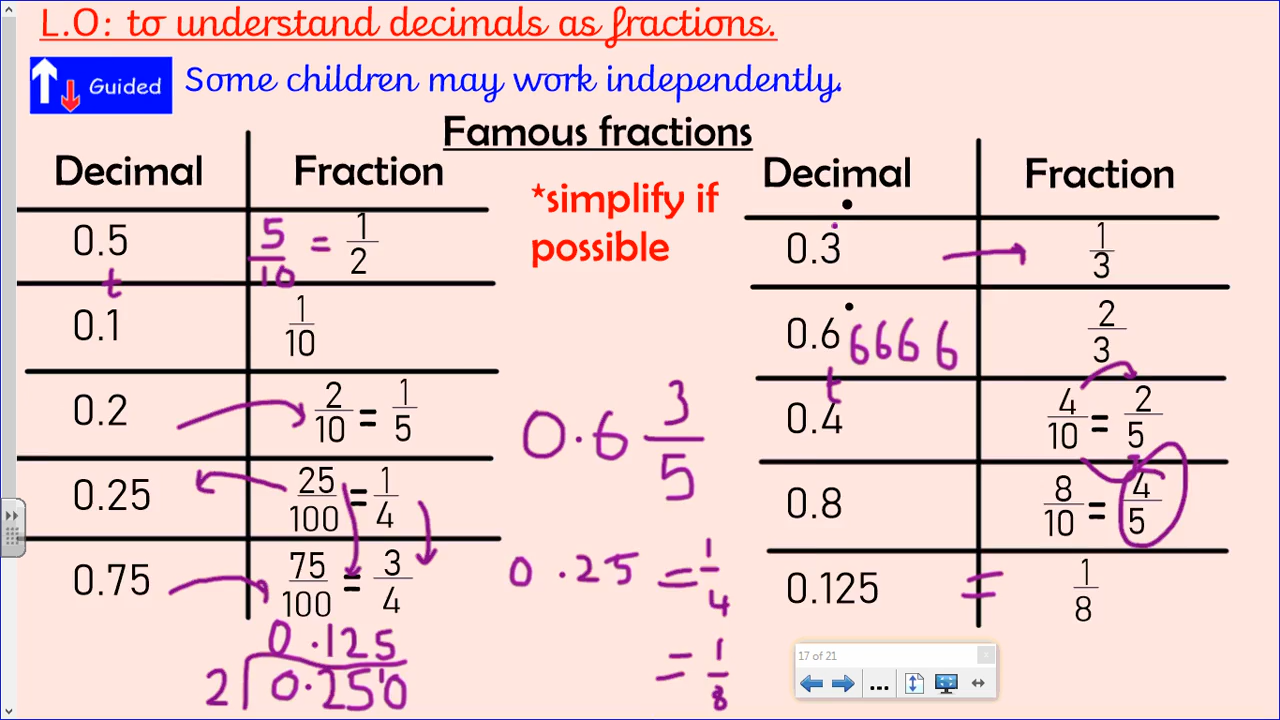 L.O: to understand decimals as fractions.
Guided Some children may work independently.
Famous fractions
Decimal Fraction
0.5 5/10 = 1/2
t
0.1 1/10
0.2 2/10 = 1/5
0.25 25/100 = 1/4
0.75 75/100 = 3/4
0.125
2 0.250
*simplify if
possible
0.6 3/5
0.25 = 1/4
= 1/8
Decimal Fraction
0.3̇ 1/3
0.6̇ 6666 2/3
t
0.4 4/10 = 2/5
0.8 8/10 = 4/5
0.125 = 1/8
17 of 21